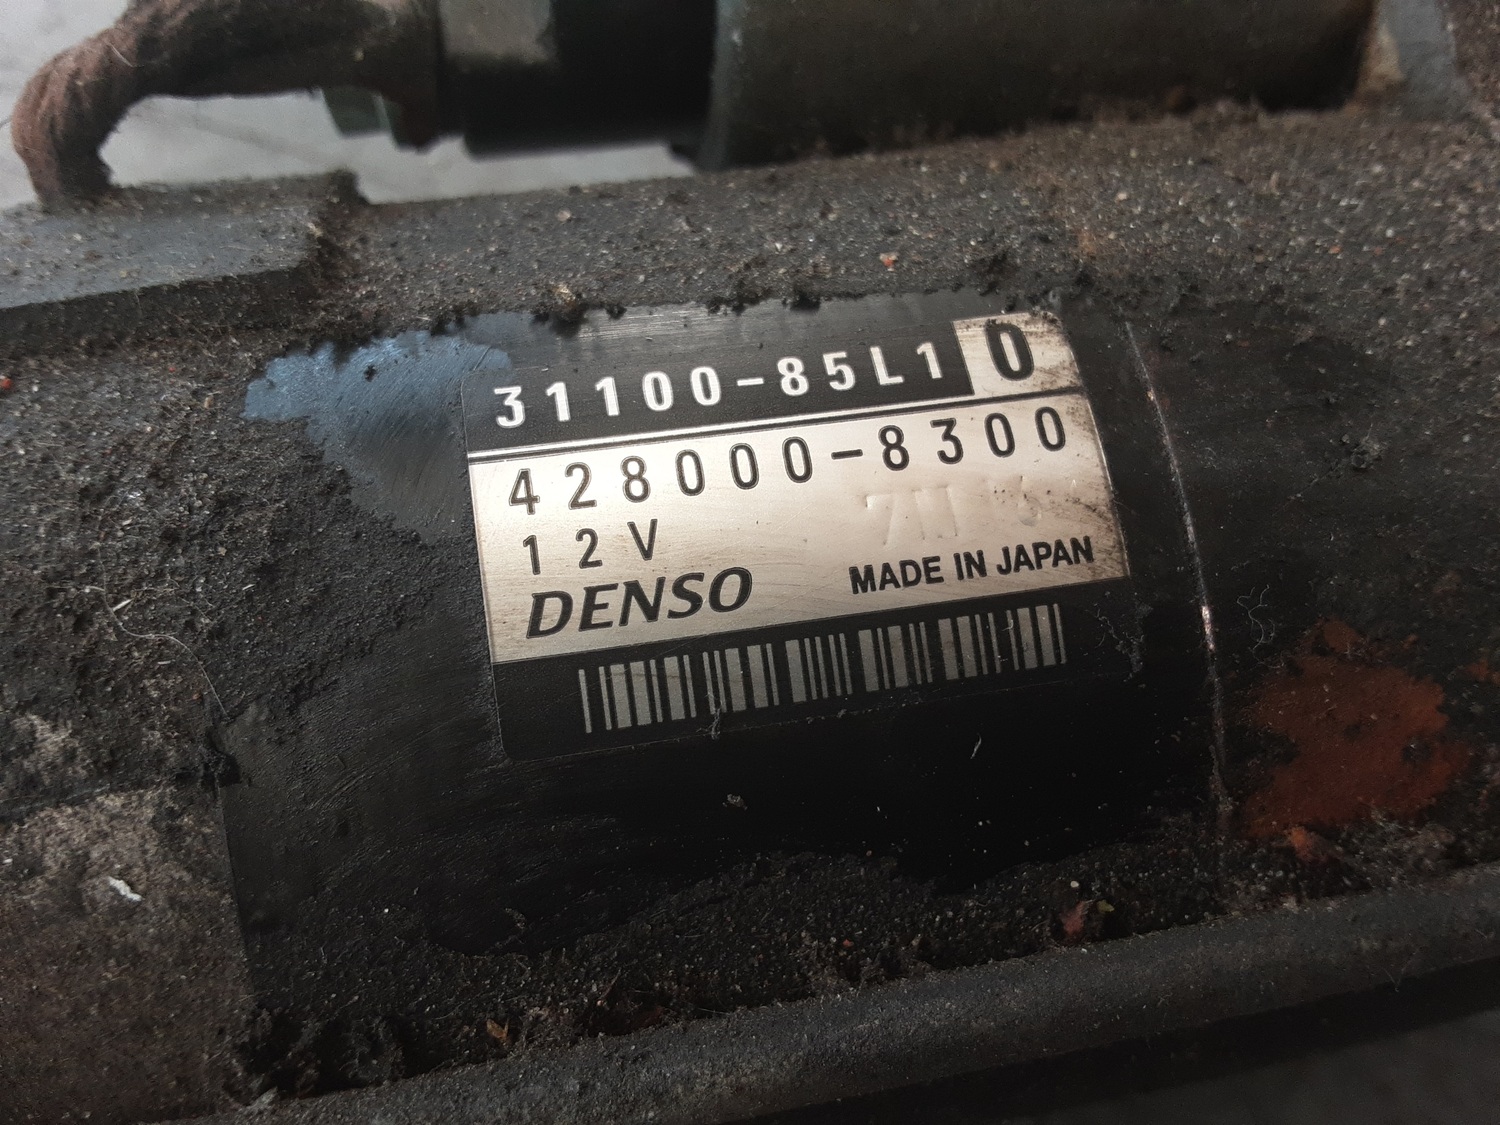 31100-85L1 0
428000-8300
12V
DENSO MADE IN JAPAN